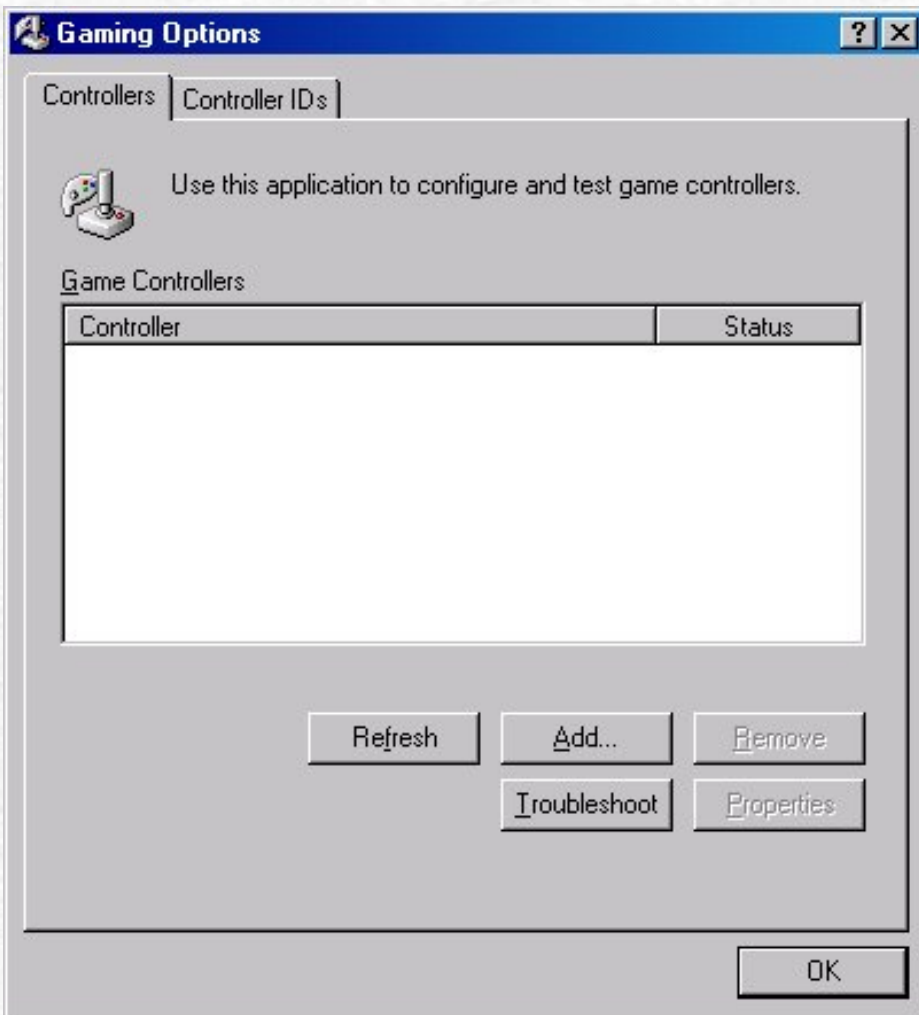 Gaming Options
Controllers Controller IDs
Use this application to configure and test game controllers.
Game Controllers
Controller Status
Refresh Add... Remove
Troubleshoot Properties
OK